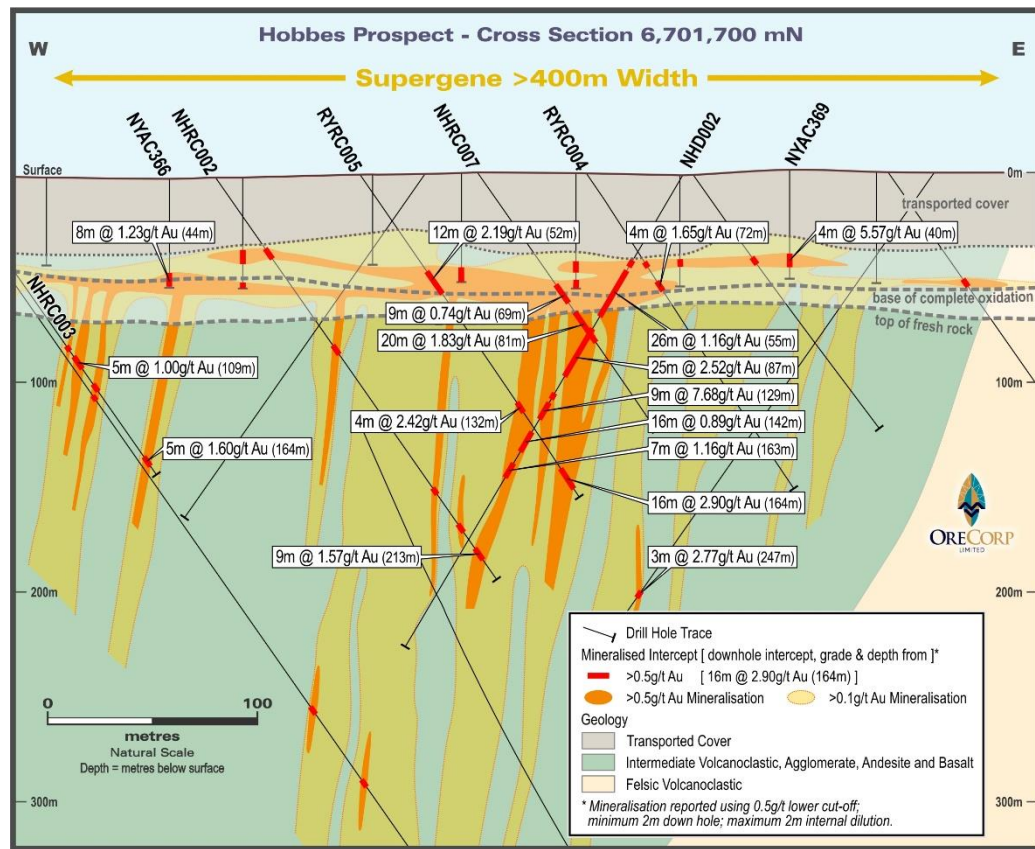 Hobbes Prospect - Cross Section 6,701,700 mN
W
E
Supergene >400m Width
NYAC366
NHRC002
RYRC005
NHRC007
RYRC004
NHD002
NYAC369
Surface
0m
transported cover
8m @ 1.23g/t Au (44m)
12m @ 2.19g/t Au (52m)
4m @ 1.65g/t Au (72m)
4m @ 5.57g/t Au (40m)
NHRC003
base of complete oxidation
9m @ 0.74g/t Au (69m)
top of fresh rock
20m @ 1.83g/t Au (81m)
26m @ 1.16g/t Au (55m)
5m @ 1.00g/t Au (109m)
25m @ 2.52g/t Au (87m)
100m
100m
9m @ 7.68g/t Au (129m)
4m @ 2.42g/t Au (132m)
16m @ 0.89g/t Au (142m)
5m @ 1.60g/t Au (164m)
7m @ 1.16g/t Au (163m)
16m @ 2.90g/t Au (164m)
ORECORP
LIMITED
9m @ 1.57g/t Au (213m)
3m @ 2.77g/t Au (247m)
200m
200m
Drill Hole Trace
Mineralised Intercept [ downhole intercept, grade & depth from ]*
>0.5g/t Au [ 16m @ 2.90g/t Au (164m) ]
>0.5g/t Au Mineralisation >0.1g/t Au Mineralisation
Geology
Transported Cover
Intermediate Volcanoclastic, Agglomerate, Andesite and Basalt
Felsic Volcanoclastic
* Mineralisation reported using 0.5g/t lower cut-off;
minimum 2m down hole; maximum 2m internal dilution.
0 100
metres
Natural Scale
Depth = metres below surface
300m
300m